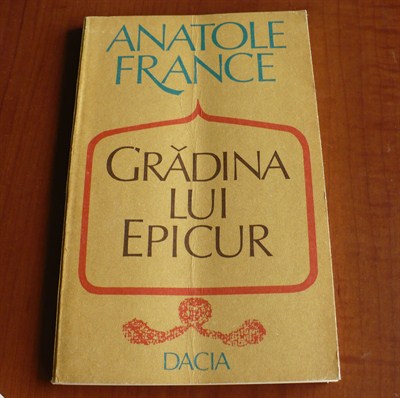 ANATOLE
FRANCE
GRĂDINA
LUI
EPICUR
DACIA